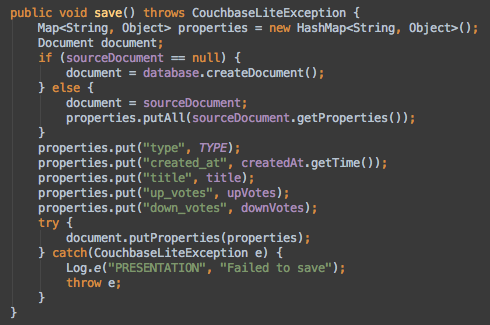 public void save() throws CouchbaseLiteException {
    Map<String, Object> properties = new HashMap<String, Object>();
    Document document;
    if (sourceDocument == null) {
        document = database.createDocument();
    } else {
        document = sourceDocument;
        properties.putAll(sourceDocument.getProperties());
    }
    properties.put("type", TYPE);
    properties.put("created_at", createdAt.getTime());
    properties.put("title", title);
    properties.put("up_votes", upVotes);
    properties.put("down_votes", downVotes);
    try {
        document.putProperties(properties);
    } catch(CouchbaseLiteException e) {
        Log.e("PRESENTATION", "Failed to save");
        throw e;
    }
}